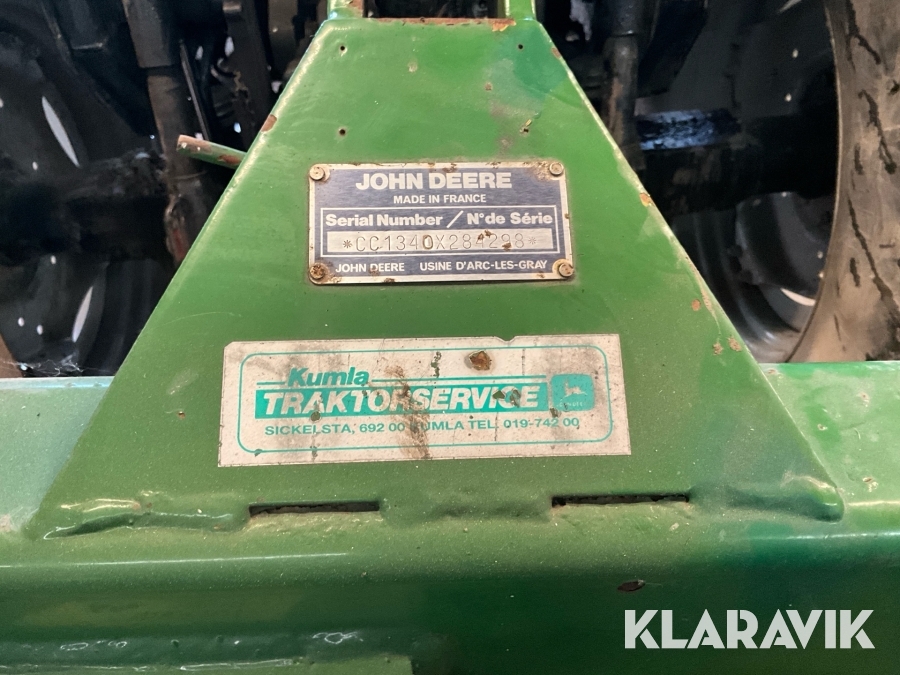 JOHN DEERE
MADE IN FRANCE
Serial Number / N°de Série
*CC1340X284298*
JOHN DEERE USINE D'ARC-LES-GRAY
Kumla
TRAKTORSERVICE
SICKELSTA, 692 00 KUMLA TEL. 019-742 00
KLARAVIK